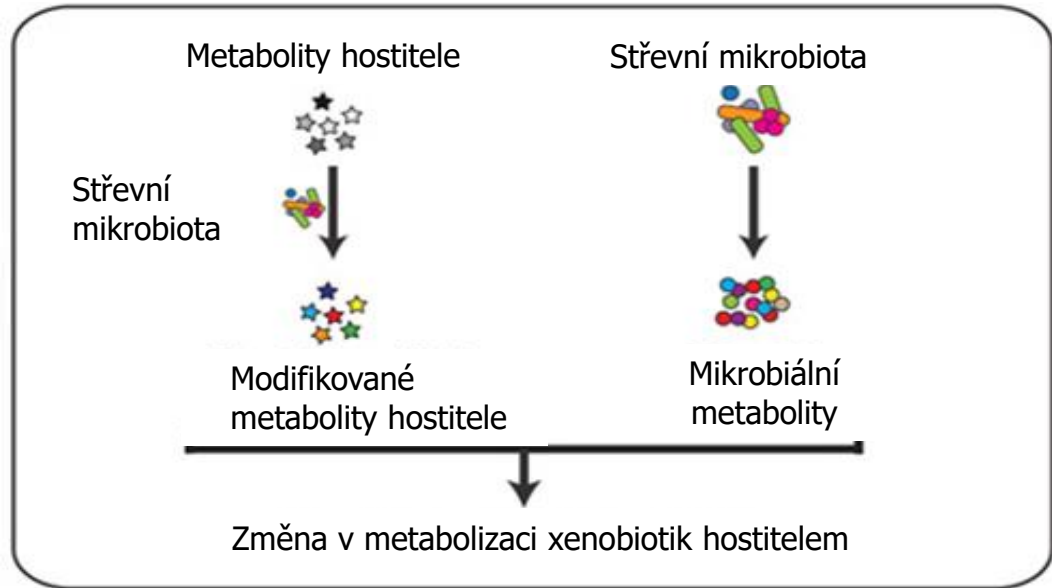 Metabolity hostitele
Střevní mikrobiota
Střevní
mikrobiota
Modifikované
metabolity hostitele
Mikrobiální
metabolity
Změna v metabolizaci xenobiotik hostitelem